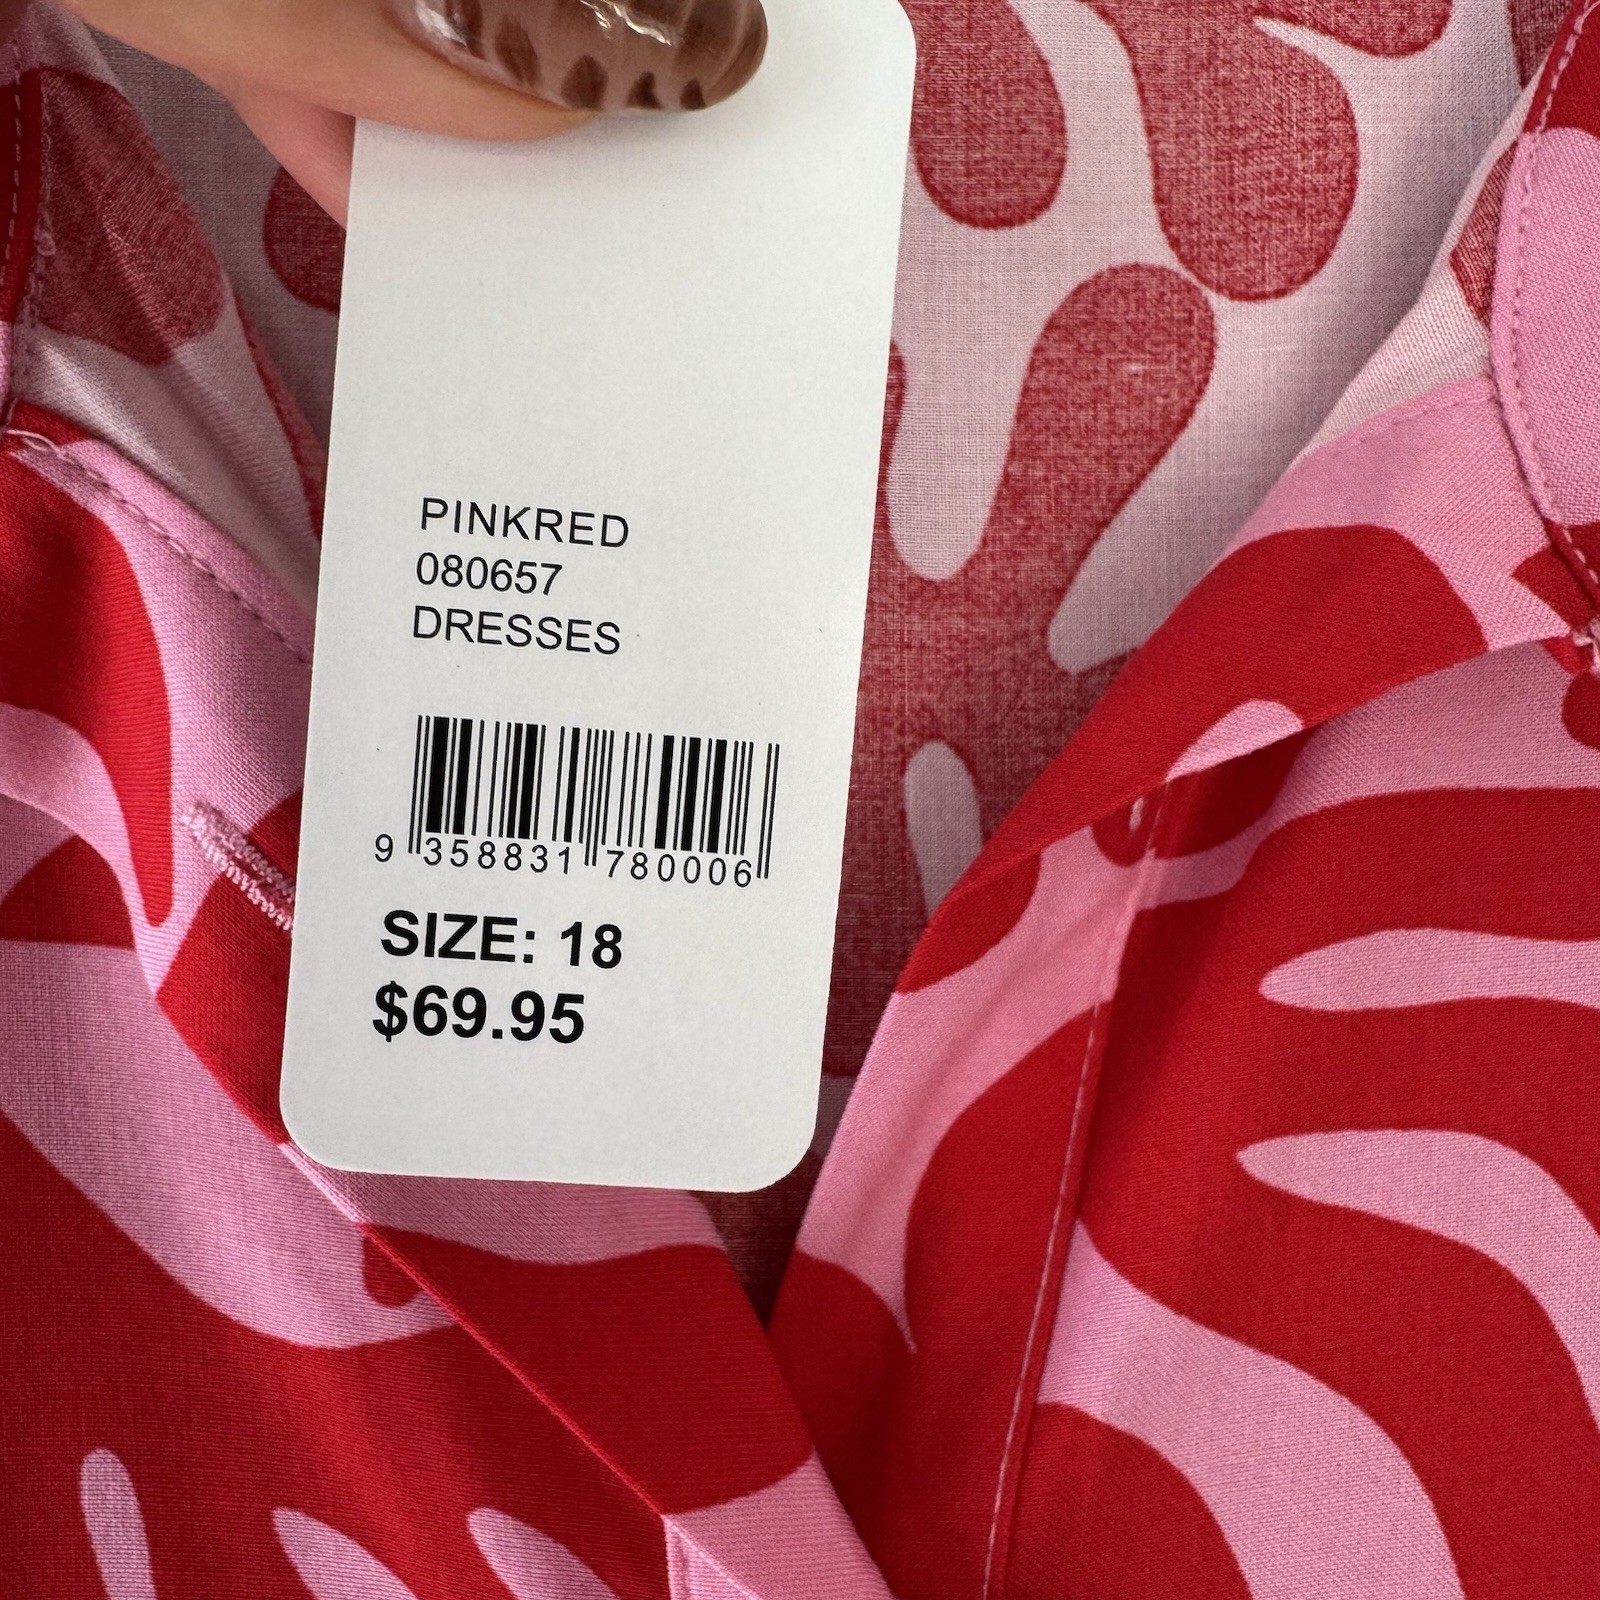 PINKRED
080657
DRESSES
9 358831 780006
SIZE: 18
$69.95